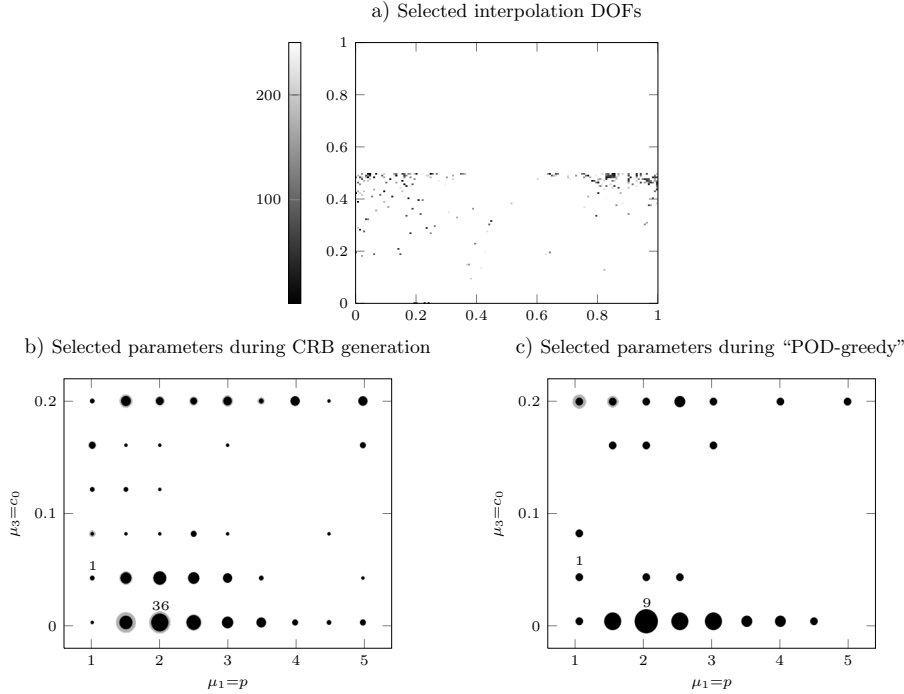 a) Selected interpolation DOFs
1
0.8
0.6
0.4
0.2
0
200
100
0 0.2 0.4 0.6 0.8 1
b) Selected parameters during CRB generation
0.2
0.1
0
μ₃=c₀
1
36
1 2 3 4 5
μ₁=p
c) Selected parameters during “POD-greedy”
0.2
0.1
0
μ₃=c₀
1
9
1 2 3 4 5
μ₁=p